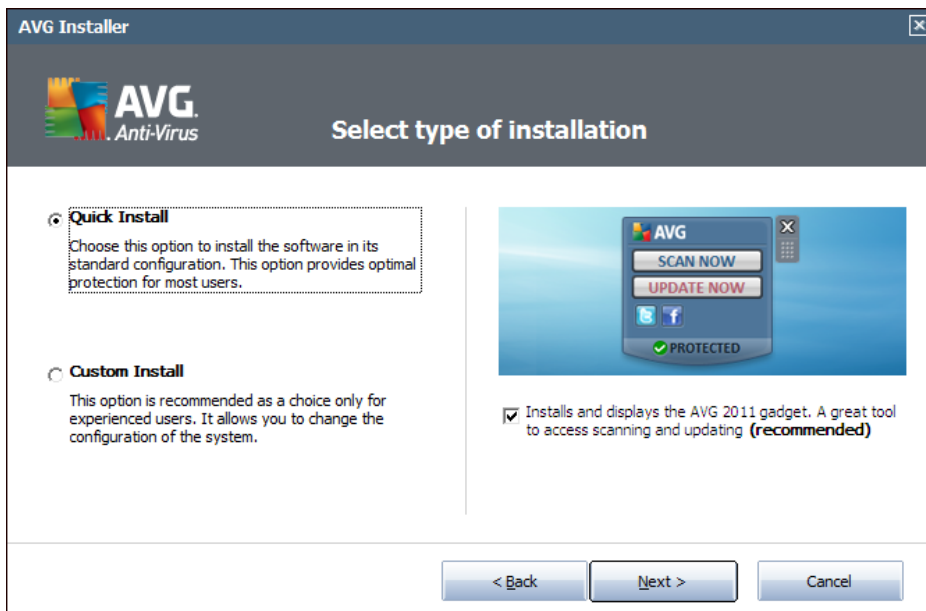 AVG Installer
AVG.
Anti-Virus
Select type of installation
Quick Install
Choose this option to install the software in its
standard configuration. This option provides optimal
protection for most users.
Custom Install
This option is recommended as a choice only for
experienced users. It allows you to change the
configuration of the system.
AVG
SCAN NOW
UPDATE NOW
PROTECTED
Installs and displays the AVG 2011 gadget. A great tool
to access scanning and updating (recommended)
< Back
Next >
Cancel